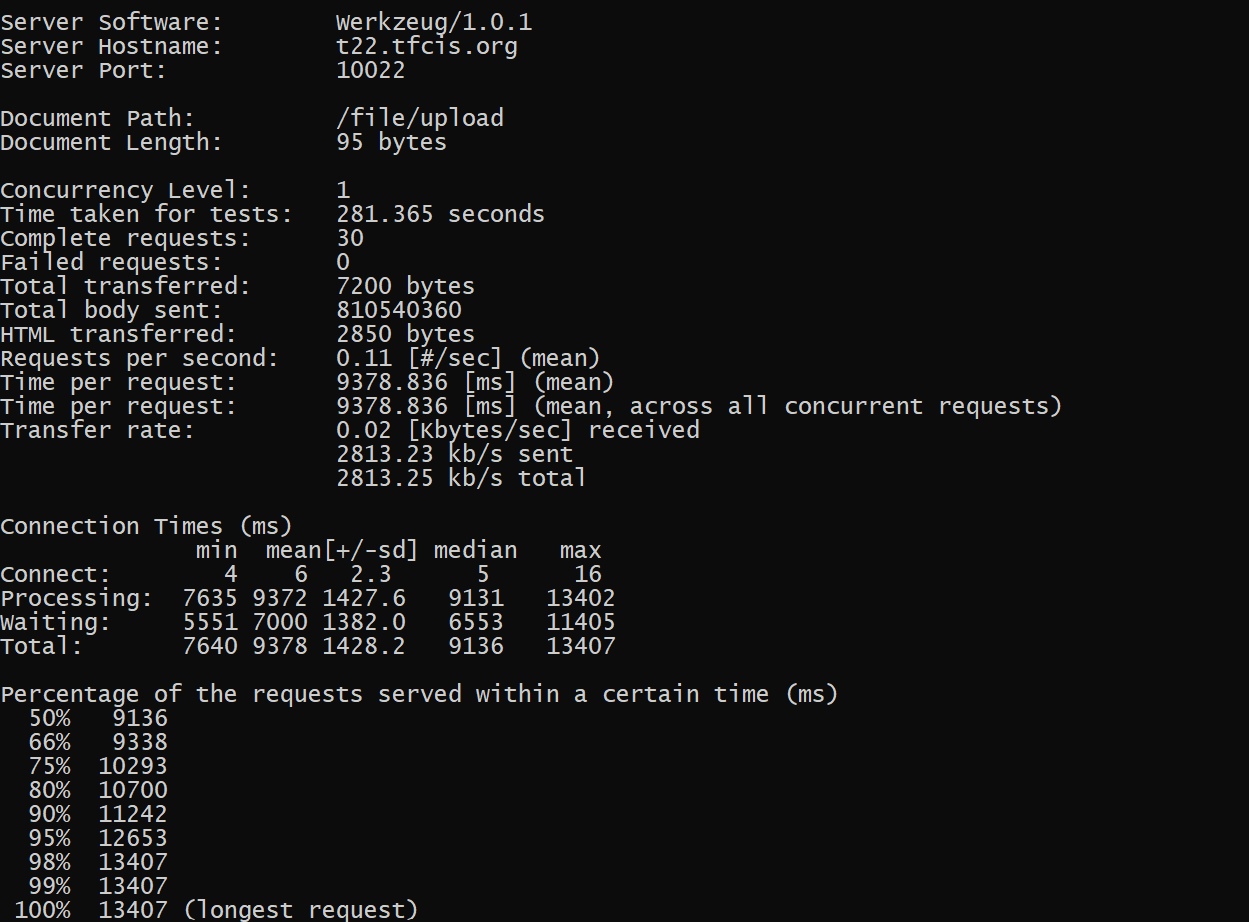 Server Software:        Werkzeug/1.0.1
Server Hostname:        t22.tfcis.org
Server Port:            10022

Document Path:          /file/upload
Document Length:        95 bytes

Concurrency Level:      1
Time taken for tests:   281.365 seconds
Complete requests:      30
Failed requests:        0
Total transferred:      7200 bytes
Total body sent:        810540360
HTML transferred:       2850 bytes
Requests per second:    0.11 [#/sec] (mean)
Time per request:       9378.836 [ms] (mean)
Time per request:       9378.836 [ms] (mean, across all concurrent requests)
Transfer rate:          0.02 [Kbytes/sec] received
                        2813.23 kb/s sent
                        2813.25 kb/s total

Connection Times (ms)
              min  mean[+/-sd] median   max
Connect:        4    6   2.3      5      16
Processing:  7635 9372 1427.6   9131   13402
Waiting:     5551 7000 1382.0   6553   11405
Total:       7640 9378 1428.2   9136   13407

Percentage of the requests served within a certain time (ms)
  50%   9136
  66%   9338
  75%  10293
  80%  10700
  90%  11242
  95%  12653
  98%  13407
  99%  13407
 100%  13407 (longest request)